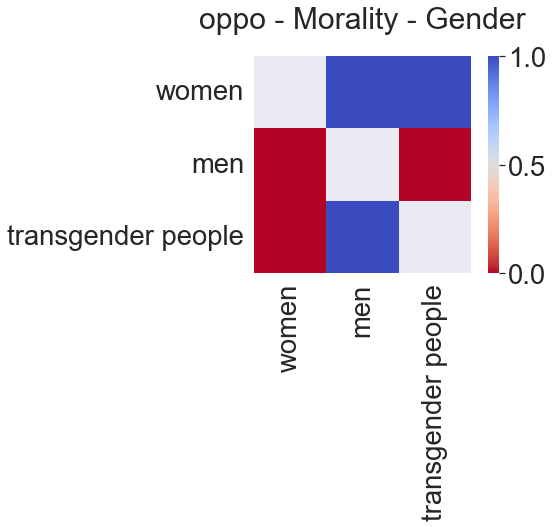 oppo - Morality - Gender
women
men
transgender people
1.0
0.5
0.0
women
men
transgender people